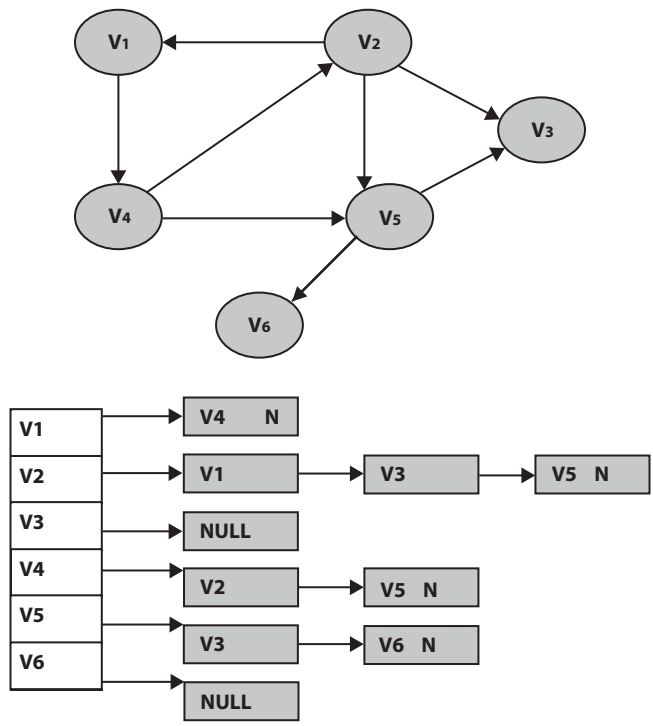 V1 V2
V3
V4 V5
V6
V1 V4 N
V2 V1 V3 V5 N
V3 NULL
V4 V2 V5 N
V5 V3 V6 N
V6 NULL